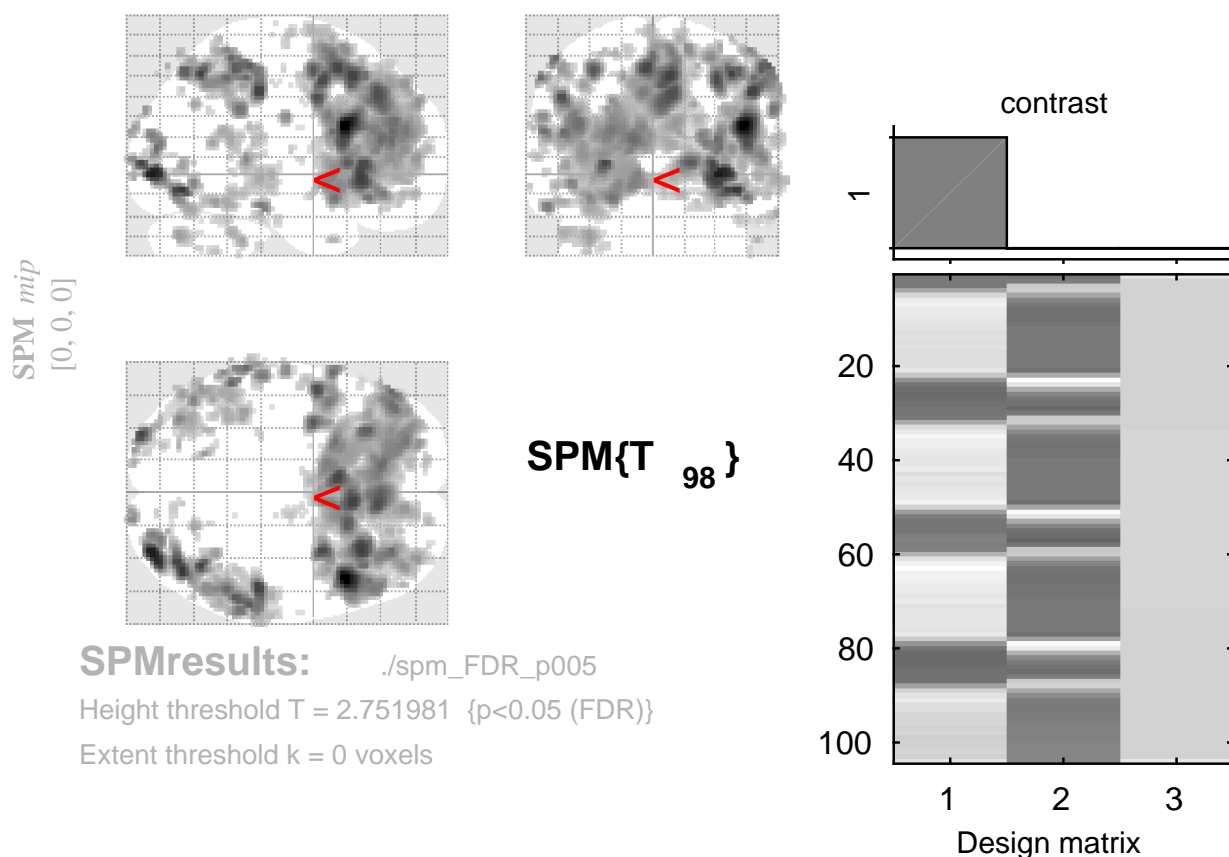 SPM mip
[0, 0, 0]
<
<
<
SPM{T 98 }
SPMresults: ./spm_FDR_p005
Height threshold T = 2.751981 {p<0.05 (FDR)}
Extent threshold k = 0 voxels
contrast
1
20
40
60
80
100
1 2 3
Design matrix